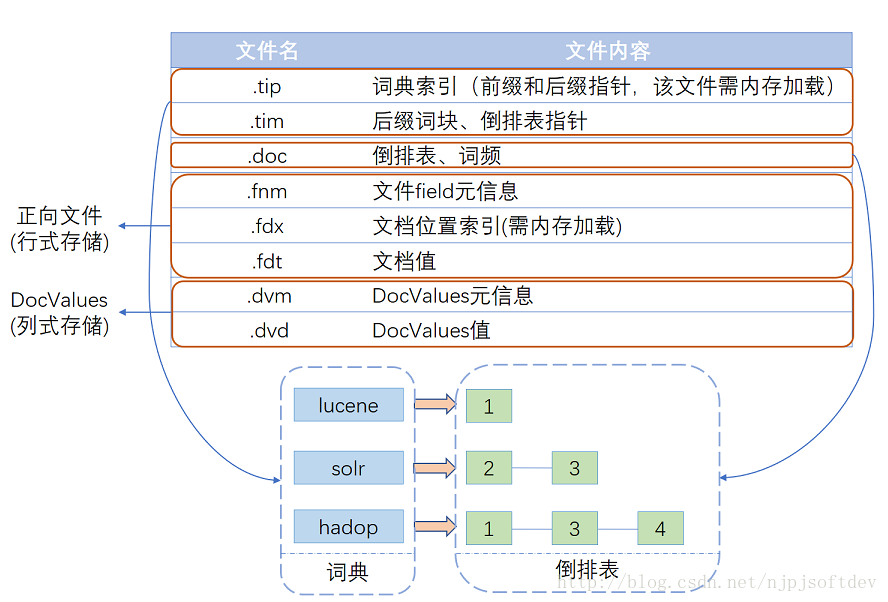 文件名 文件内容
.tip 词典索引（前缀和后缀指针，该文件需内存加载）
.tim 后缀词块、倒排表指针
.doc 倒排表、词频
.fnm 文件field元信息
.fdx 文档位置索引(需内存加载)
.fdt 文档值
.dvm DocValues元信息
.dvd DocValues值
正向文件
(行式存储)
DocValues
(列式存储)
lucene 1
solr 2 3
hadop 1 3 4
词典 倒排表
http://blog.csdn.net/njpjsoftdev